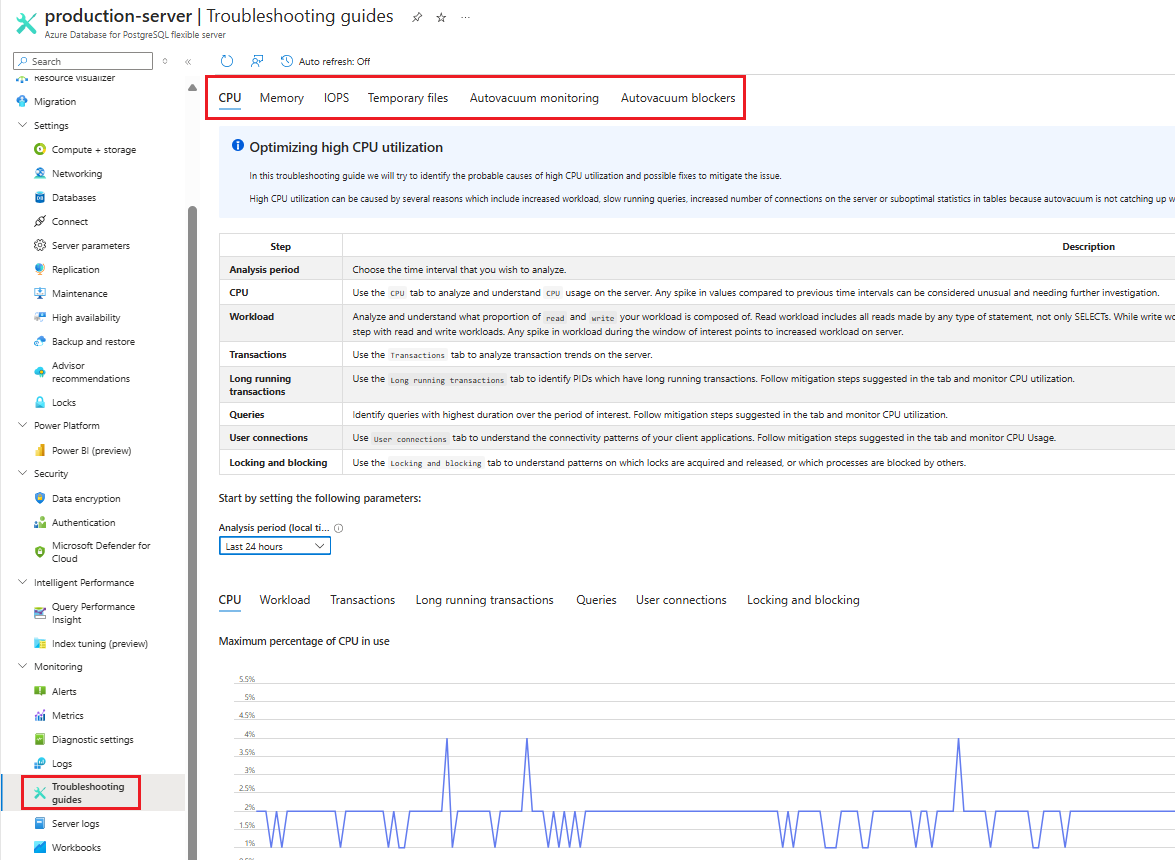 production-server | Troubleshooting guides
Azure Database for PostgreSQL flexible server
Search
Auto refresh: Off
Resource visualizer
Migration
Settings
Compute + storage
Networking
Databases
Connect
Server parameters
Replication
Maintenance
High availability
Backup and restore
Advisor
recommendations
Locks
Power Platform
Power BI (preview)
Security
Data encryption
Authentication
Microsoft Defender for
Cloud
Intelligent Performance
Query Performance
Insight
Index tuning (preview)
Monitoring
Alerts
Metrics
Diagnostic settings
Logs
Troubleshooting
guides
Server logs
Workbooks
CPU Memory IOPS Temporary files Autovacuum monitoring Autovacuum blockers
Optimizing high CPU utilization
In this troubleshooting guide we will try to identify the probable causes of high CPU utilization and possible fixes to mitigate the issue.
High CPU utilization can be caused by several reasons which include increased workload, slow running queries, increased number of connections on the server or suboptimal statistics in tables because autovacuum is not catching up
Step Description
Analysis period Choose the time interval that you wish to analyze.
CPU Use the CPU tab to analyze and understand CPU usage on the server. Any spike in values compared to previous time intervals can be considered unusual and needing further investigation.
Workload Analyze and understand what proportion of read and write your workload is composed of. Read workload includes all reads made by any type of statement, not only SELECTs. While write
step with read and write workloads. Any spike in workload during the window of interest points to increased workload on server.
Transactions Use the Transactions tab to analyze transaction trends on the server.
Long running
transactions Use the Long running transactions tab to identify PIDs which have long running transactions. Follow mitigation steps suggested in the tab and monitor CPU utilization.
Queries Identify queries with highest duration over the period of interest. Follow mitigation steps suggested in the tab and monitor CPU utilization.
User connections Use User connections tab to understand the connectivity patterns of your client applications. Follow mitigation steps suggested in the tab and monitor CPU Usage.
Locking and blocking Use the Locking and blocking tab to understand patterns on which locks are acquired and released, or which processes are blocked by others.
Start by setting the following parameters:
Analysis period (local ti...
Last 24 hours
CPU Workload Transactions Long running transactions Queries User connections Locking and blocking
Maximum percentage of CPU in use
5.5%
5%
4.5%
4%
3.5%
3%
2.5%
2%
1.5%
1%